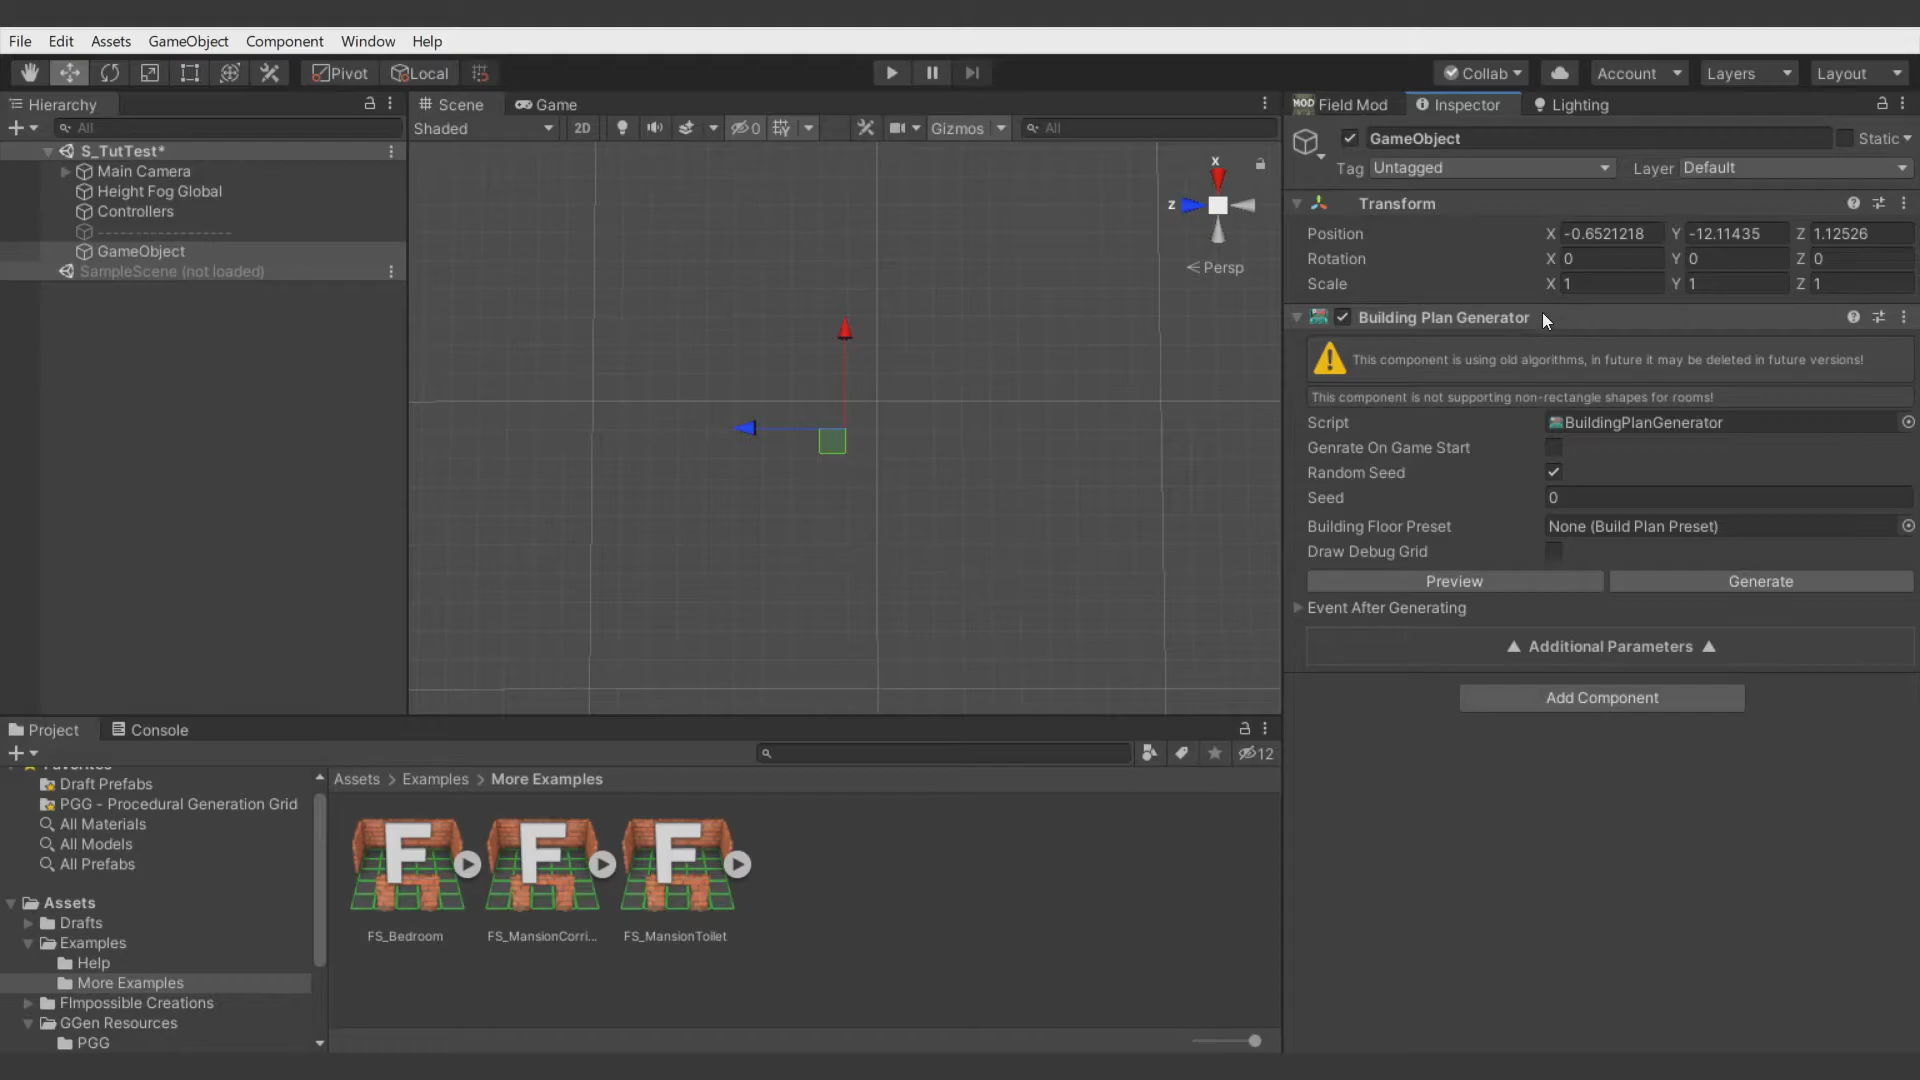 File Edit Assets GameObject Component Window Help
Pivot Local Collab Account Layers Layout
Hierarchy
All
S_TutTest*
Main Camera
Height Fog Global
Controllers
-------------------
GameObject
SampleScene (not loaded)
Scene Game
Shaded 2D 0 Gizmos All
x
z
Persp
MOD Field Mod Inspector Lighting
GameObject Static
Tag Untagged Layer Default
Transform
Position X -0.6521218 Y -12.11435 Z 1.12526
Rotation X 0 Y 0 Z 0
Scale X 1 Y 1 Z 1
Building Plan Generator
This component is using old algorithms, in future it may be deleted in future versions!
This component is not supporting non-rectangle shapes for rooms!
Script BuildingPlanGenerator
Genrate On Game Start
Random Seed
Seed 0
Building Floor Preset None (Build Plan Preset)
Draw Debug Grid
Preview Generate
Event After Generating
▲ Additional Parameters ▲
Add Component
Project Console
12
Favorites
Draft Prefabs
PGG - Procedural Generation Grid
All Materials
All Models
All Prefabs
Assets
Drafts
Examples
Help
More Examples
FImpossible Creations
GGen Resources
PGG
Assets > Examples > More Examples
F F F
FS_Bedroom FS_MansionCorri... FS_MansionToilet